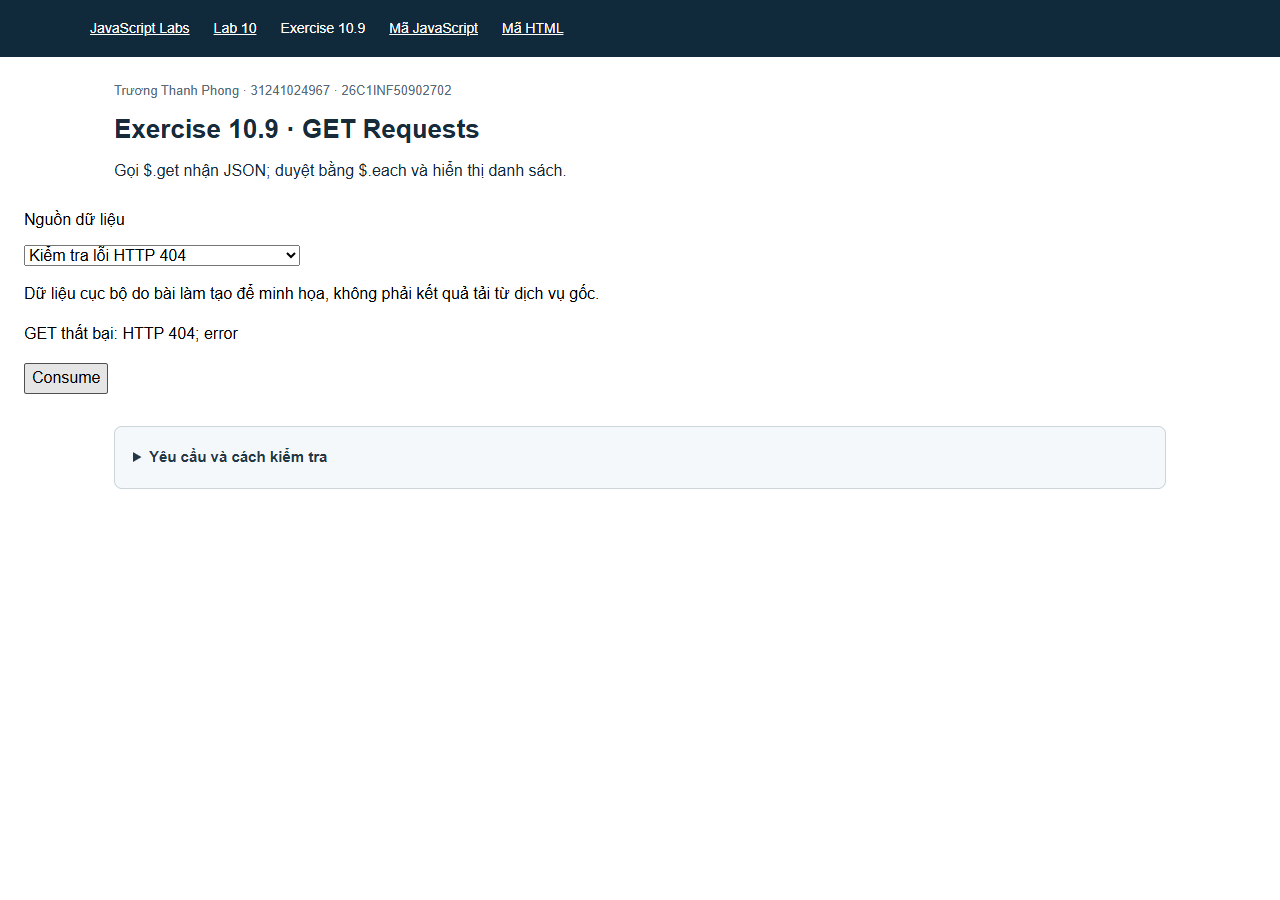 JavaScript Labs Lab 10 Exercise 10.9 Mã JavaScript Mã HTML
Trương Thanh Phong · 31241024967 · 26C1INF50902702
Exercise 10.9 · GET Requests
Gọi $.get nhận JSON; duyệt bằng $.each và hiển thị danh sách.
Nguồn dữ liệu
Kiểm tra lỗi HTTP 404
Dữ liệu cục bộ do bài làm tạo để minh họa, không phải kết quả tải từ dịch vụ gốc.
GET thất bại: HTTP 404; error
Consume
Yêu cầu và cách kiểm tra